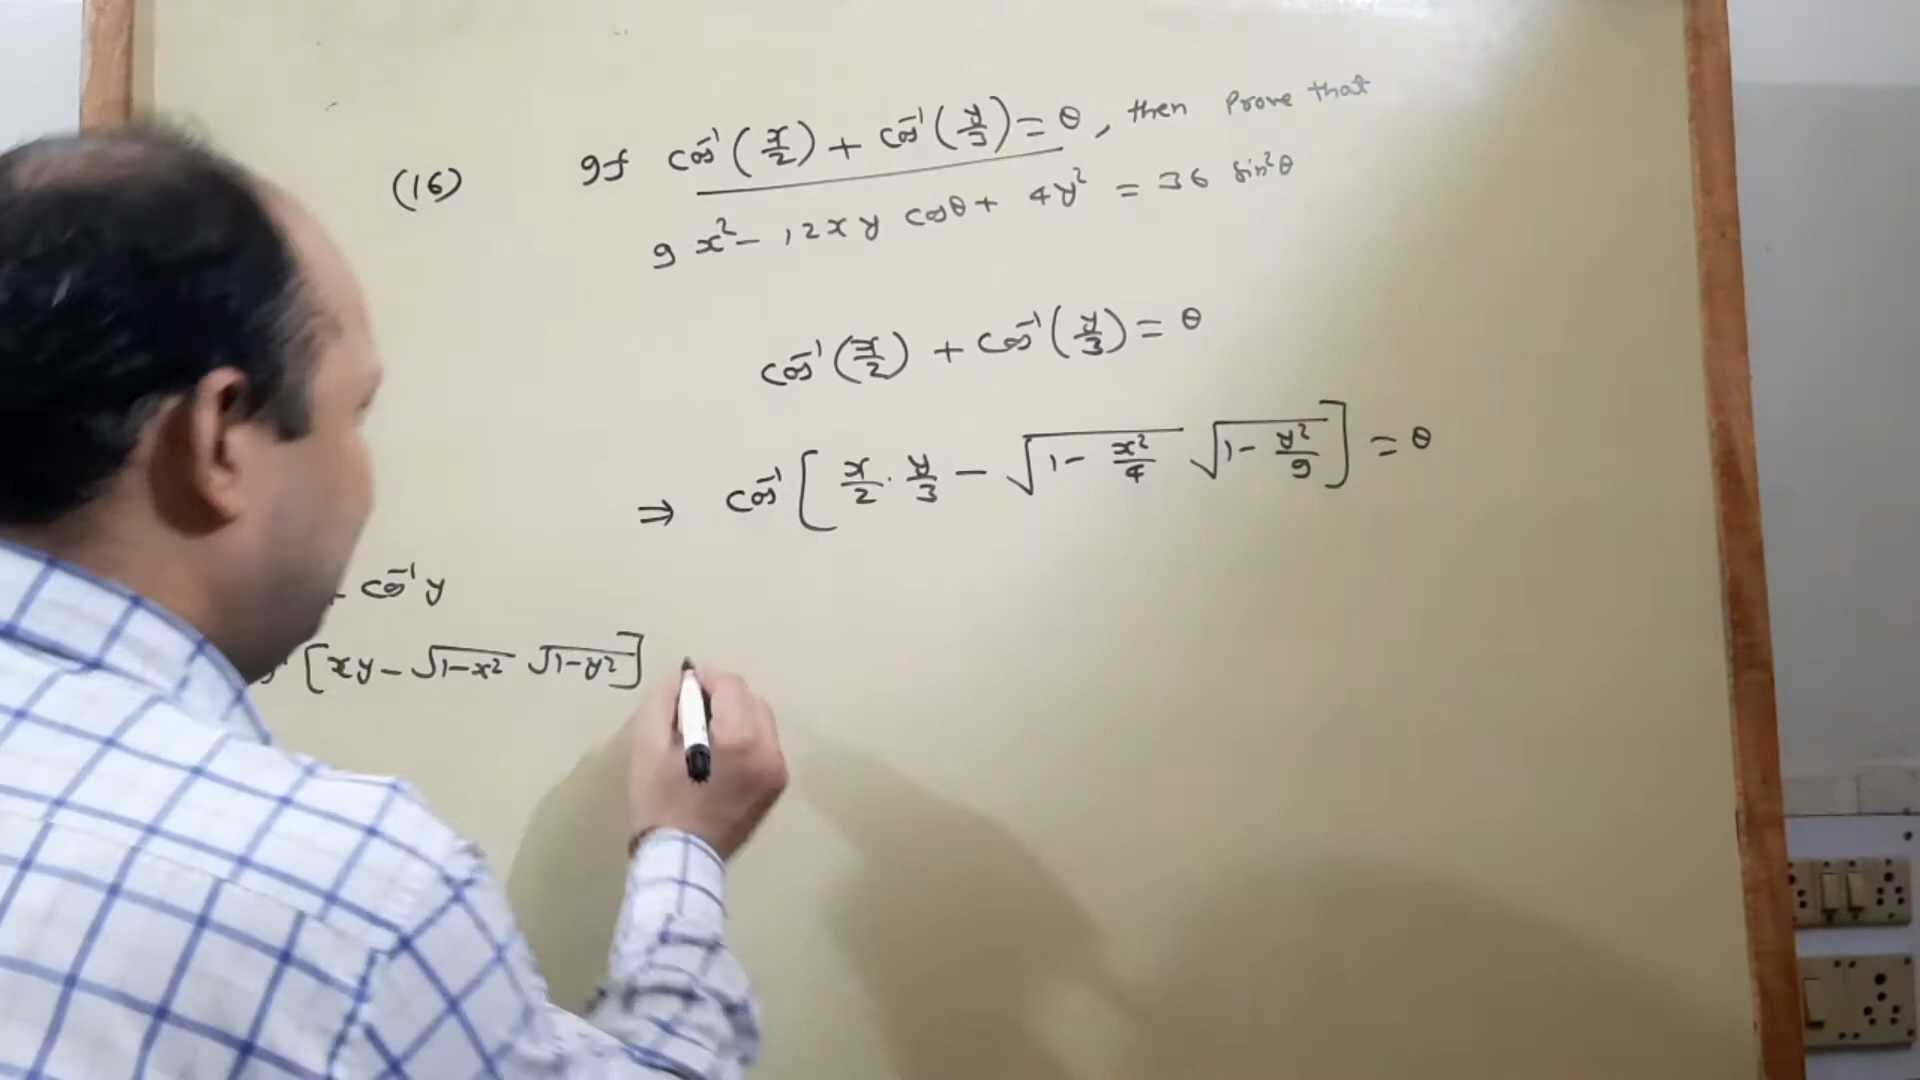 (16) If cos⁻¹(x/2) + cos⁻¹(y/3) = θ, then Prove that
9x² - 12xy cosθ + 4y² = 36 sin²θ
cos⁻¹(x/2) + cos⁻¹(y/3) = θ
⇒ cos⁻¹[x/2 · y/3 - √(1 - x²/4) √(1 - y²/9)] = θ
cos⁻¹y
[xy - √(1-x²) √(1-y²)]